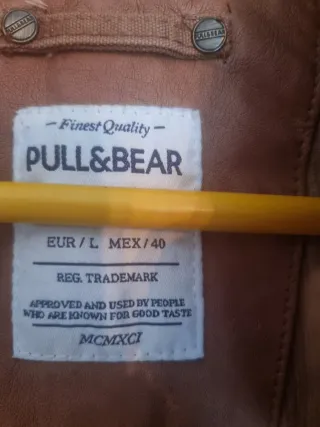 PULL&BEAR
PULL&BEAR
- Finest Quality -
PULL&BEAR
EUR / L MEX / 40
REG. TRADEMARK
APPROVED AND USED BY PEOPLE
WHO ARE KNOWN FOR GOOD TASTE
MCMXCI